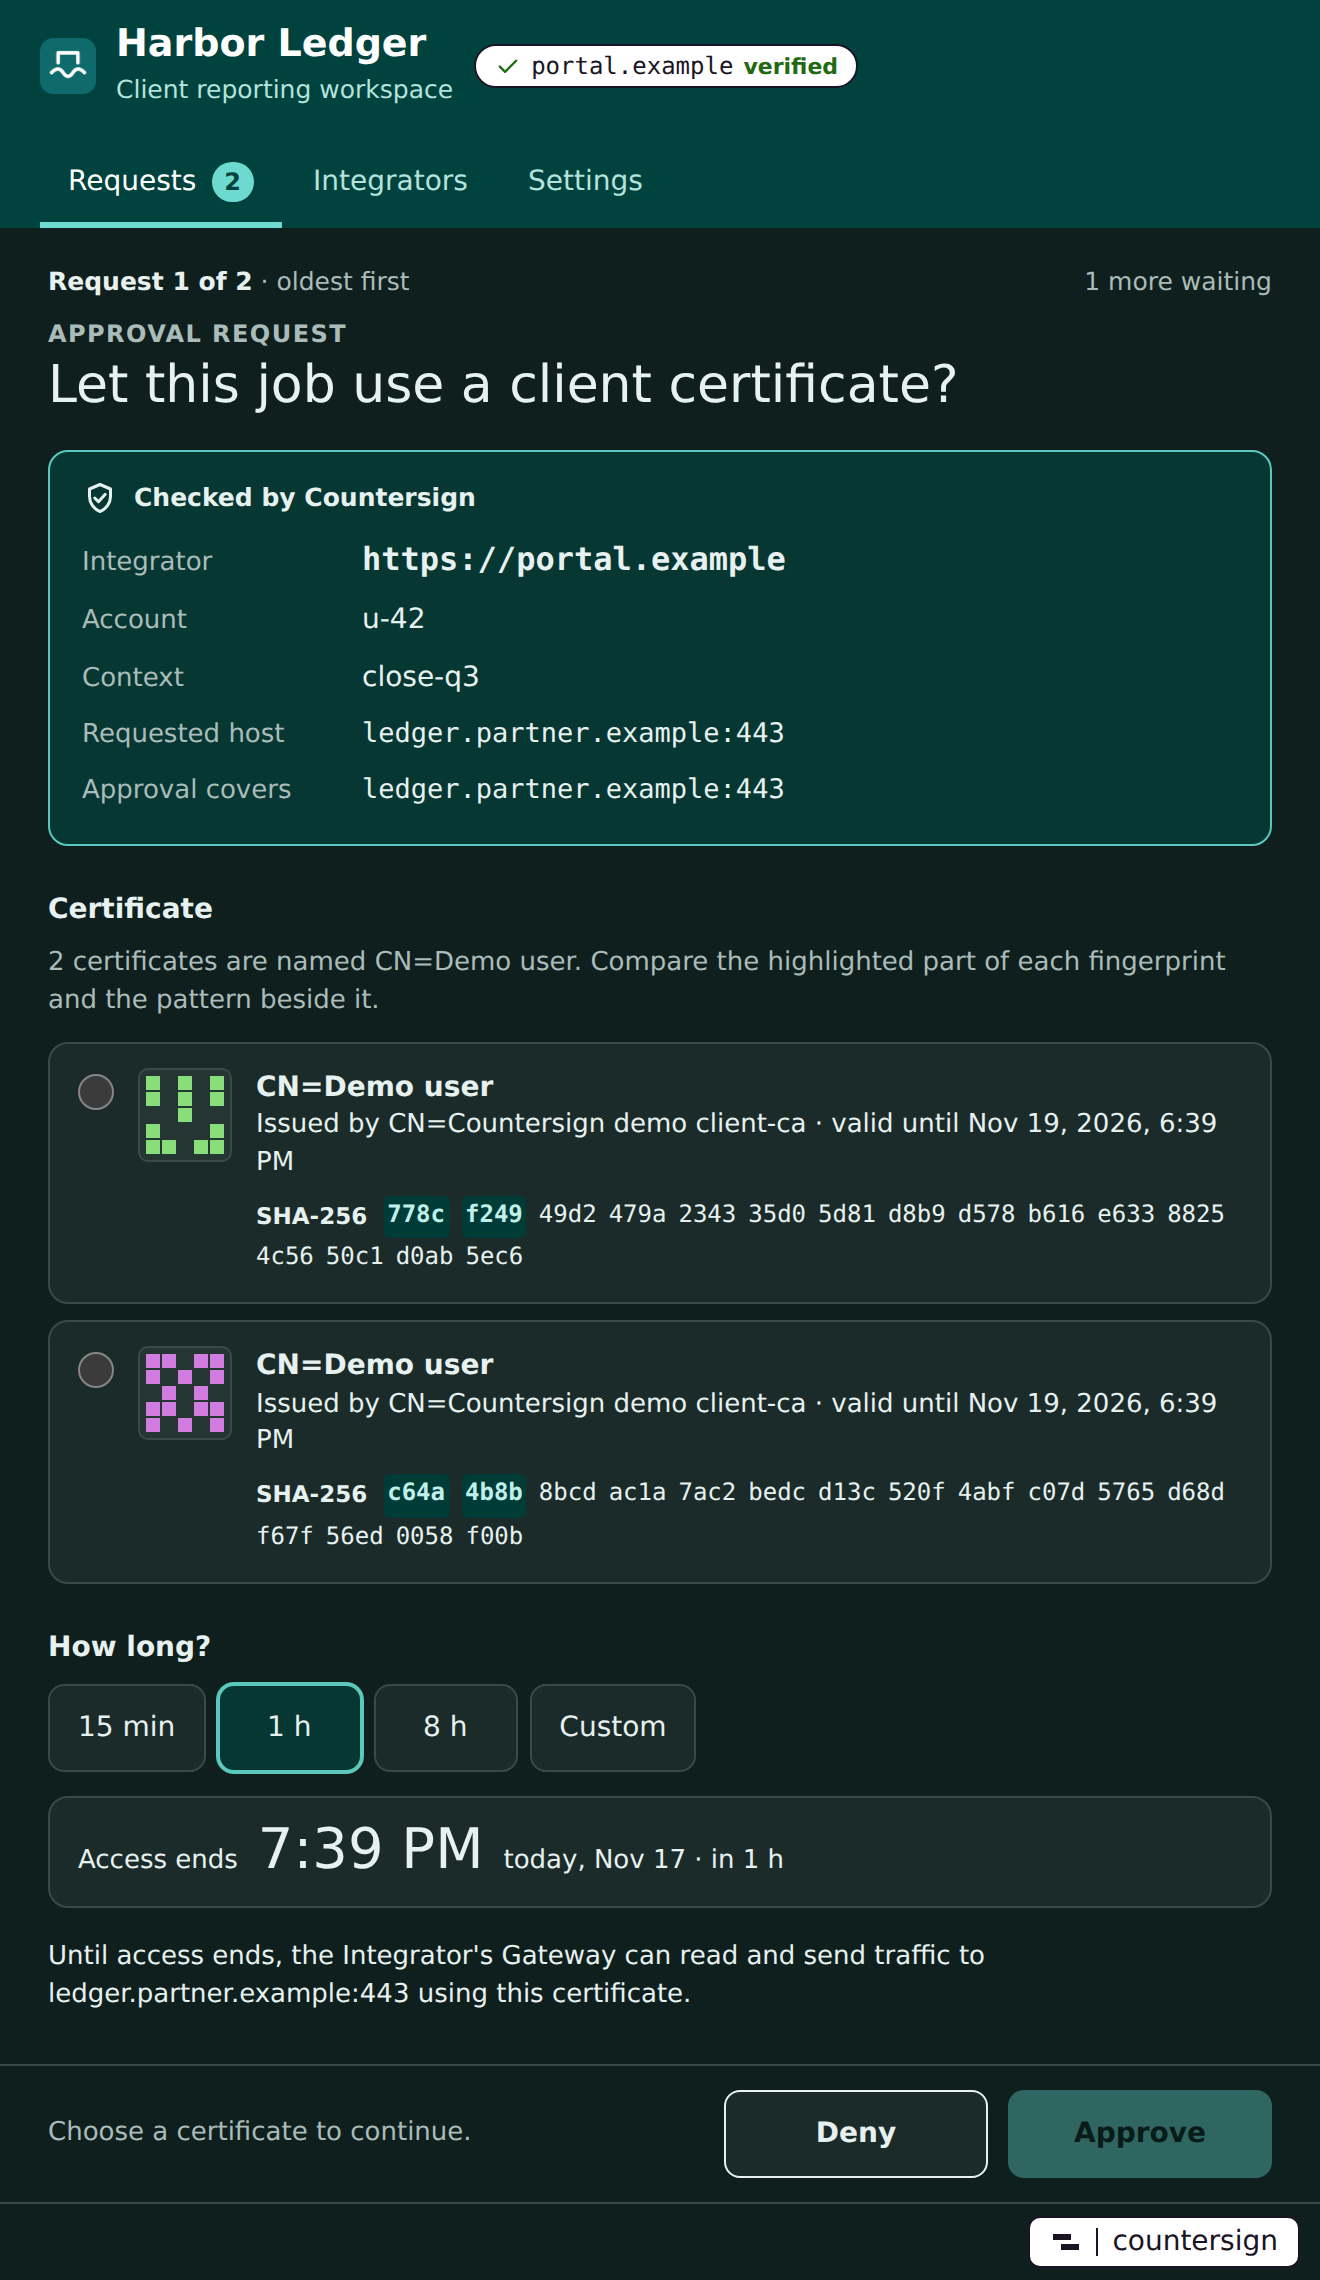 Harbor Ledger
Client reporting workspace
portal.example verified
Requests 2
Integrators
Settings
Request 1 of 2 · oldest first
1 more waiting
APPROVAL REQUEST
Let this job use a client certificate?
Checked by Countersign
Integrator https://portal.example
Account u-42
Context close-q3
Requested host ledger.partner.example:443
Approval covers ledger.partner.example:443
Certificate
2 certificates are named CN=Demo user. Compare the highlighted part of each fingerprint
and the pattern beside it.
CN=Demo user
Issued by CN=Countersign demo client-ca · valid until Nov 19, 2026, 6:39
PM
SHA-256 778c f249 49d2 479a 2343 35d0 5d81 d8b9 d578 b616 e633 8825
4c56 50c1 d0ab 5ec6
CN=Demo user
Issued by CN=Countersign demo client-ca · valid until Nov 19, 2026, 6:39
PM
SHA-256 c64a 4b8b 8bcd ac1a 7ac2 bedc d13c 520f 4abf c07d 5765 d68d
f67f 56ed 0058 f00b
How long?
15 min
1 h
8 h
Custom
Access ends 7:39 PM today, Nov 17 · in 1 h
Until access ends, the Integrator's Gateway can read and send traffic to
ledger.partner.example:443 using this certificate.
Choose a certificate to continue.
Deny
Approve
countersign